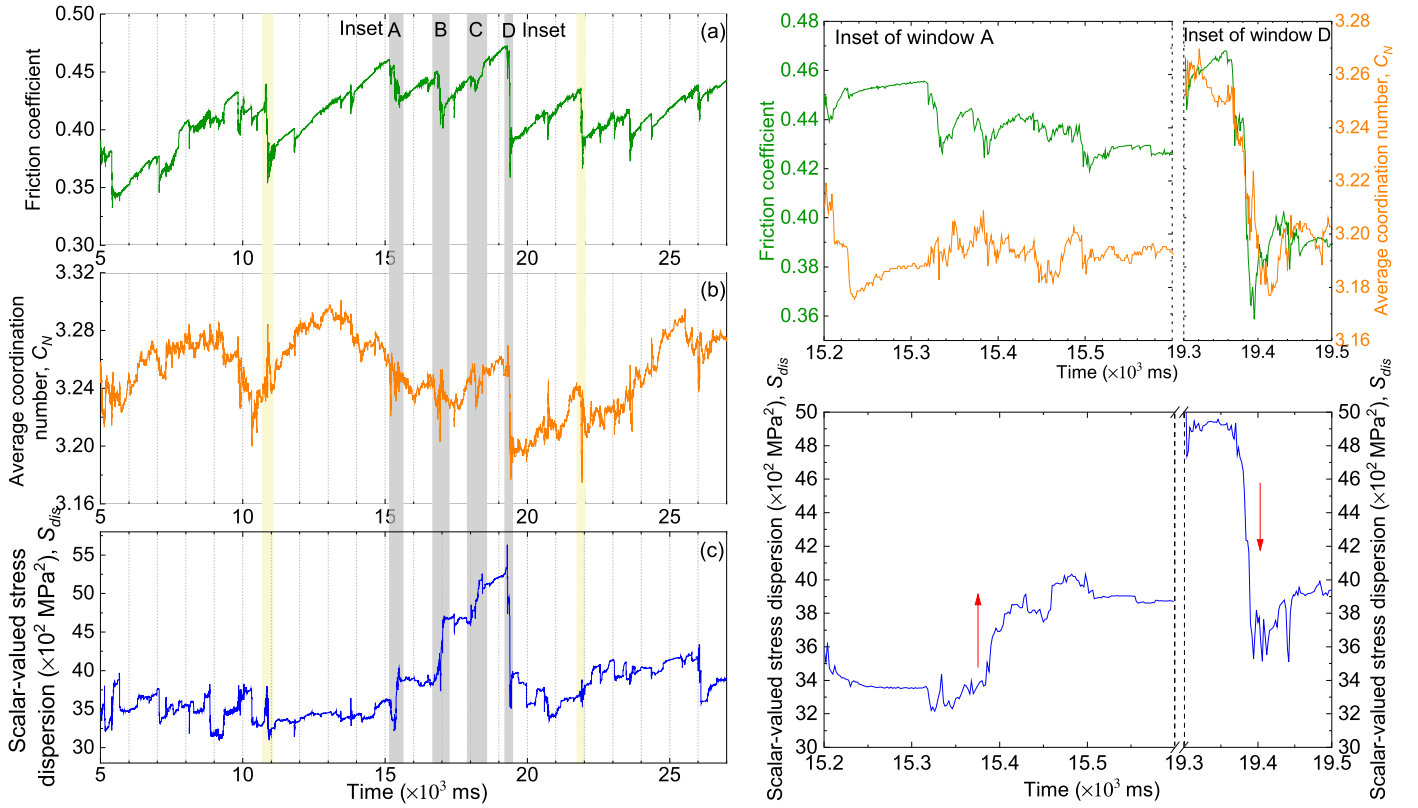 Inset A B C D Inset
(a)
Friction coefficient
0.50
0.45
0.40
0.35
0.30
5 10 15 20 25
(b)
Average coordination
number, C_N
3.32
3.28
3.24
3.20
3.16
5 10 15 20 25
(c)
Scalar-valued stress
dispersion (×10² MPa²), S_dis
55
50
45
40
35
30
5 10 15 20 25
Time (×10³ ms)
Inset of window A
Inset of window D
Friction coefficient
0.48
0.46
0.44
0.42
0.40
0.38
0.36
Average coordination number, C_N
3.28
3.26
3.24
3.22
3.20
3.18
3.16
15.2 15.3 15.4 15.5 19.3 19.4 19.5
Time (×10³ ms)
Scalar-valued stress dispersion (×10² MPa²), S_dis
50
48
46
44
42
40
38
36
34
32
30
Scalar-valued stress dispersion (×10² MPa²), S_dis
50
48
46
44
42
40
38
36
34
32
30
15.2 15.3 15.4 15.5 19.3 19.4 19.5
Time (×10³ ms)